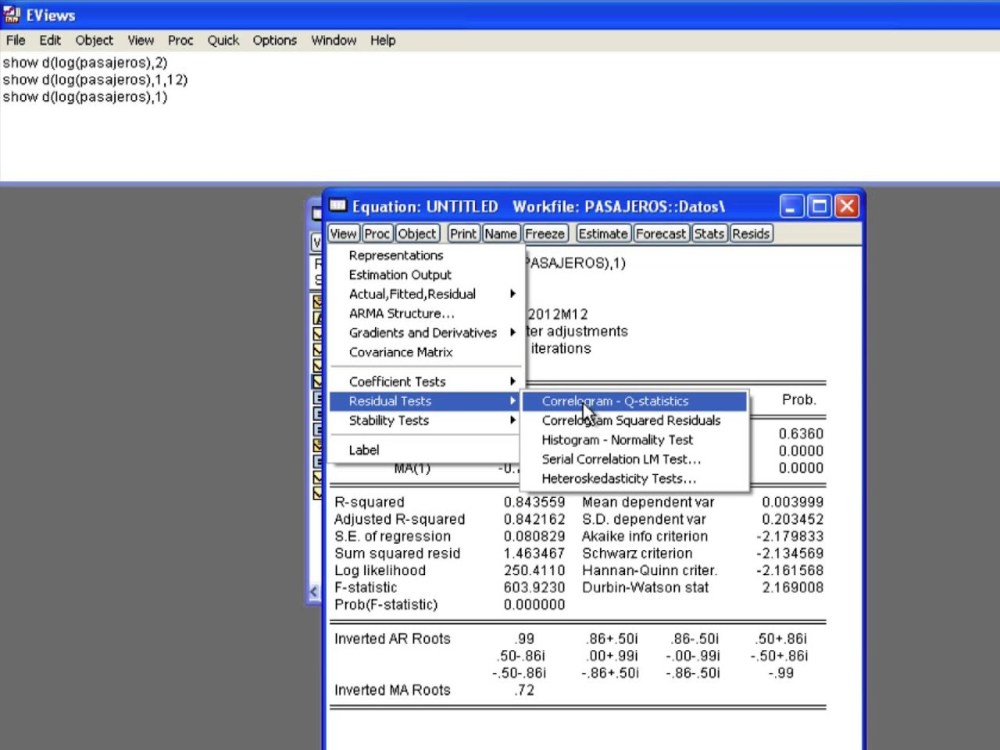 EViews
File Edit Object View Proc Quick Options Window Help
show d(log(pasajeros),2)
show d(log(pasajeros),1,12)
show d(log(pasajeros),1)
Equation: UNTITLED Workfile: PASAJEROS::Datos\
View Proc Object Print Name Freeze Estimate Forecast Stats Resids
Representations
Estimation Output
Actual,Fitted,Residual
ARMA Structure...
Gradients and Derivatives
Covariance Matrix
Coefficient Tests
Residual Tests
Stability Tests
Label
Correlogram - Q-statistics
Correlogram Squared Residuals
Histogram - Normality Test
Serial Correlation LM Test...
Heteroskedasticity Tests...
PASAJEROS),1)
2012M12
ter adjustments
iterations
Prob.
0.6360
0.0000
MA(1) 0.0000
R-squared 0.843559 Mean dependent var 0.003999
Adjusted R-squared 0.842162 S.D. dependent var 0.203452
S.E. of regression 0.080829 Akaike info criterion -2.179833
Sum squared resid 1.463467 Schwarz criterion -2.134569
Log likelihood 250.4110 Hannan-Quinn criter. -2.161568
F-statistic 603.9230 Durbin-Watson stat 2.169008
Prob(F-statistic) 0.000000
Inverted AR Roots .99 .86+.50i .86-.50i .50+.86i
.50-.86i .00+.99i -.00-.99i -.50+.86i
-.50-.86i -.86+.50i -.86-.50i -.99
Inverted MA Roots .72